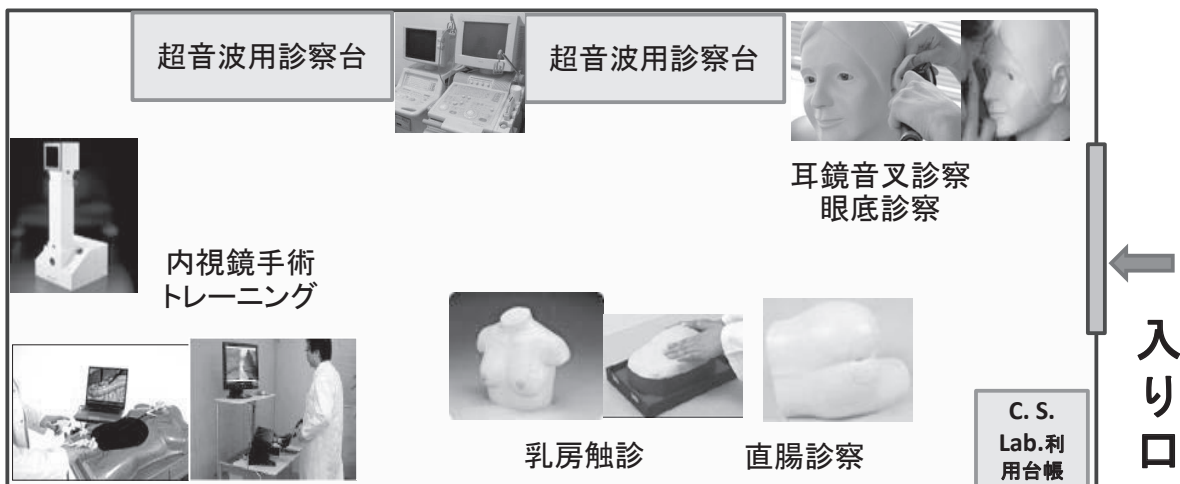 超音波用診察台
超音波用診察台
耳鏡音叉診察
眼底診察
内視鏡手術
トレーニング
入り口
乳房触診
直腸診察
C. S.
Lab.利
用台帳